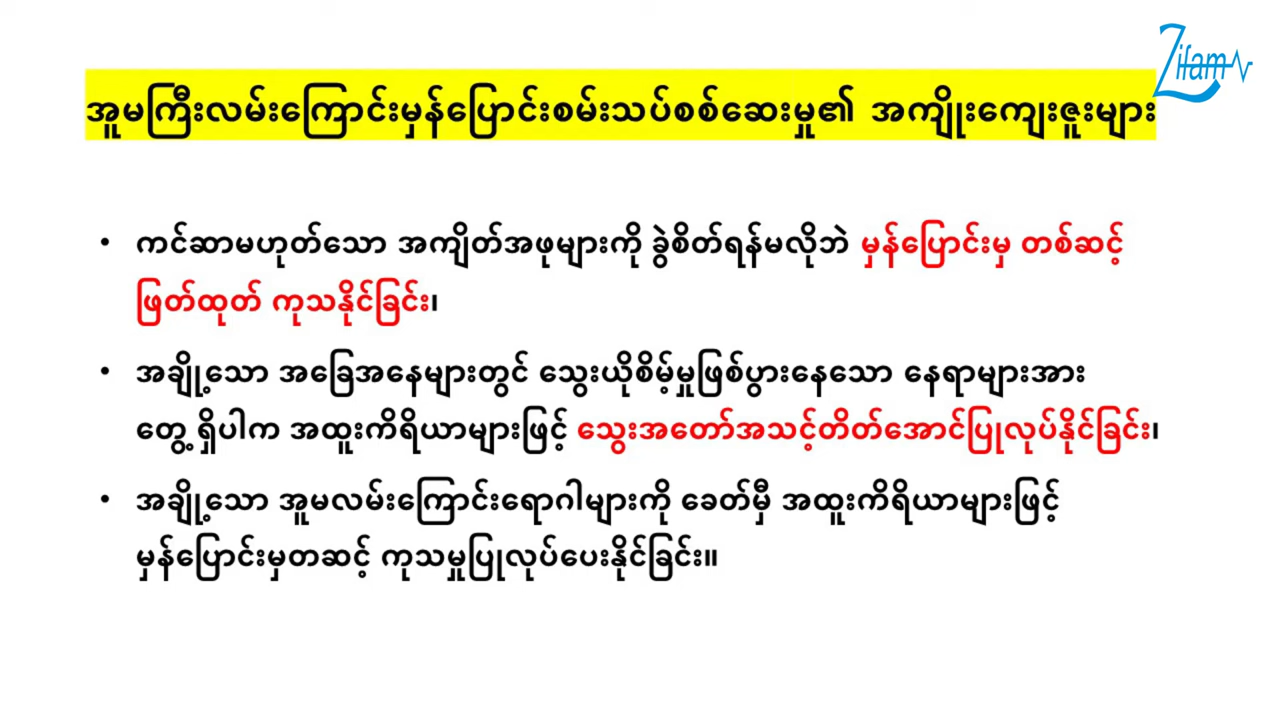 Zifam
အူမကြီးလမ်းကြောင်းမှန်ပြောင်းစမ်းသပ်စစ်ဆေးမှု၏ အကျိုးကျေးဇူးများ
• ကင်ဆာမဟုတ်သော အကျိတ်အဖုများကို ခွဲစိတ်ရန်မလိုဘဲ မှန်ပြောင်းမှ တစ်ဆင့်
ဖြတ်ထုတ် ကုသနိုင်ခြင်း၊
• အချို့သော အခြေအနေများတွင် သွေးယိုစိမ့်မှုဖြစ်ပွားနေသော နေရာများအား
တွေ့ရှိပါက အထူးကိရိယာများဖြင့် သွေးအတော်အသင့်တိတ်အောင်ပြုလုပ်နိုင်ခြင်း၊
• အချို့သော အူမလမ်းကြောင်းရောဂါများကို ခေတ်မှီ အထူးကိရိယာများဖြင့်
မှန်ပြောင်းမှတဆင့် ကုသမှုပြုလုပ်ပေးနိုင်ခြင်း။